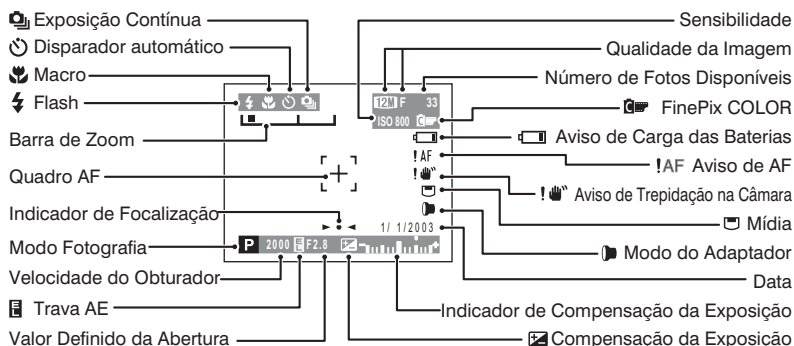 Exposição Contínua
Disparador automático
Macro
Flash
Barra de Zoom
Quadro AF
Indicador de Focalização
Modo Fotografia
Velocidade do Obturador
Trava AE
Valor Definido da Abertura
12M F 33
ISO 800
!AF
!
1/ 1/2003
P 2000 F2.8
Sensibilidade
Qualidade da Imagem
Número de Fotos Disponíveis
FinePix COLOR
Aviso de Carga das Baterias
!AF Aviso de AF
! Aviso de Trepidação na Câmara
Mídia
Modo do Adaptador
Data
Indicador de Compensação da Exposição
Compensação da Exposição